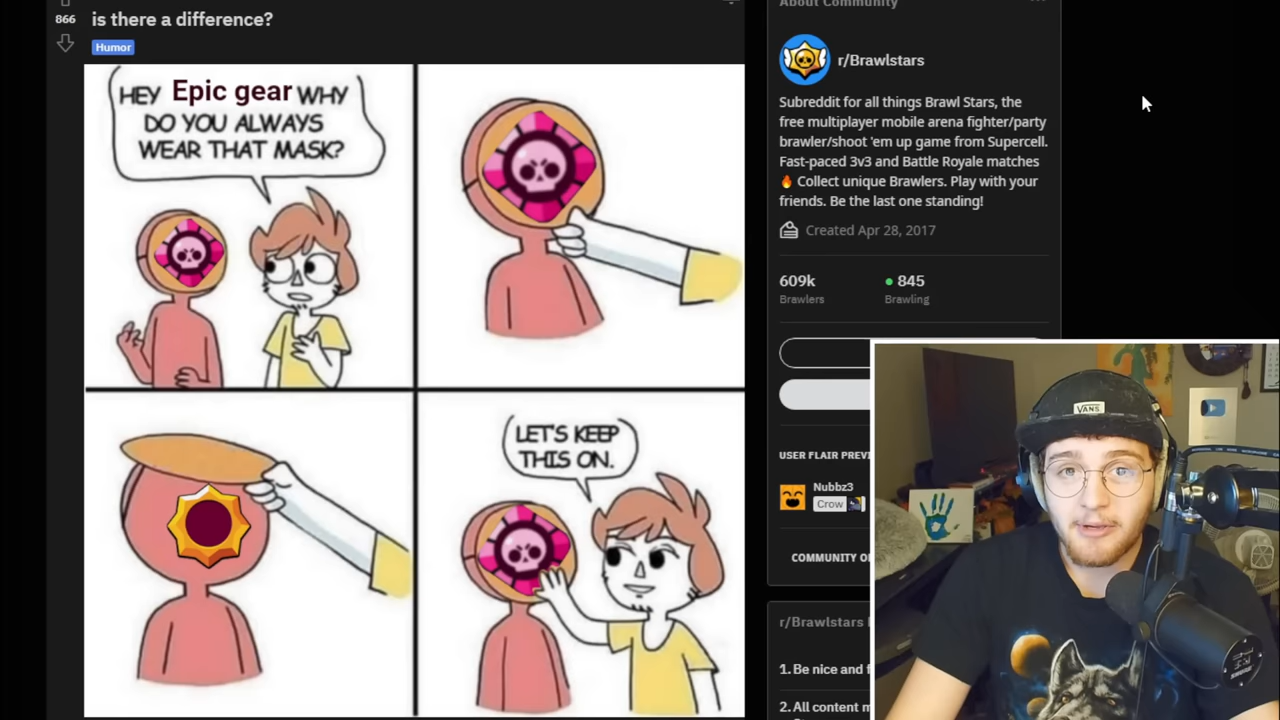 866
is there a difference?
Humor
HEY Epic gear WHY
DO YOU ALWAYS
WEAR THAT MASK?
LET'S KEEP
THIS ON.
About Community
r/Brawlstars
Subreddit for all things Brawl Stars, the
free multiplayer mobile arena fighter/party
brawler/shoot 'em up game from Supercell.
Fast-paced 3v3 and Battle Royale matches
🔥 Collect unique Brawlers. Play with your
friends. Be the last one standing!
Created Apr 28, 2017
609k
Brawlers
845
Brawling
USER FLAIR PREVI
Nubbz3
Crow
COMMUNITY O
r/Brawlstars
1. Be nice and f
2. All content m
VANS